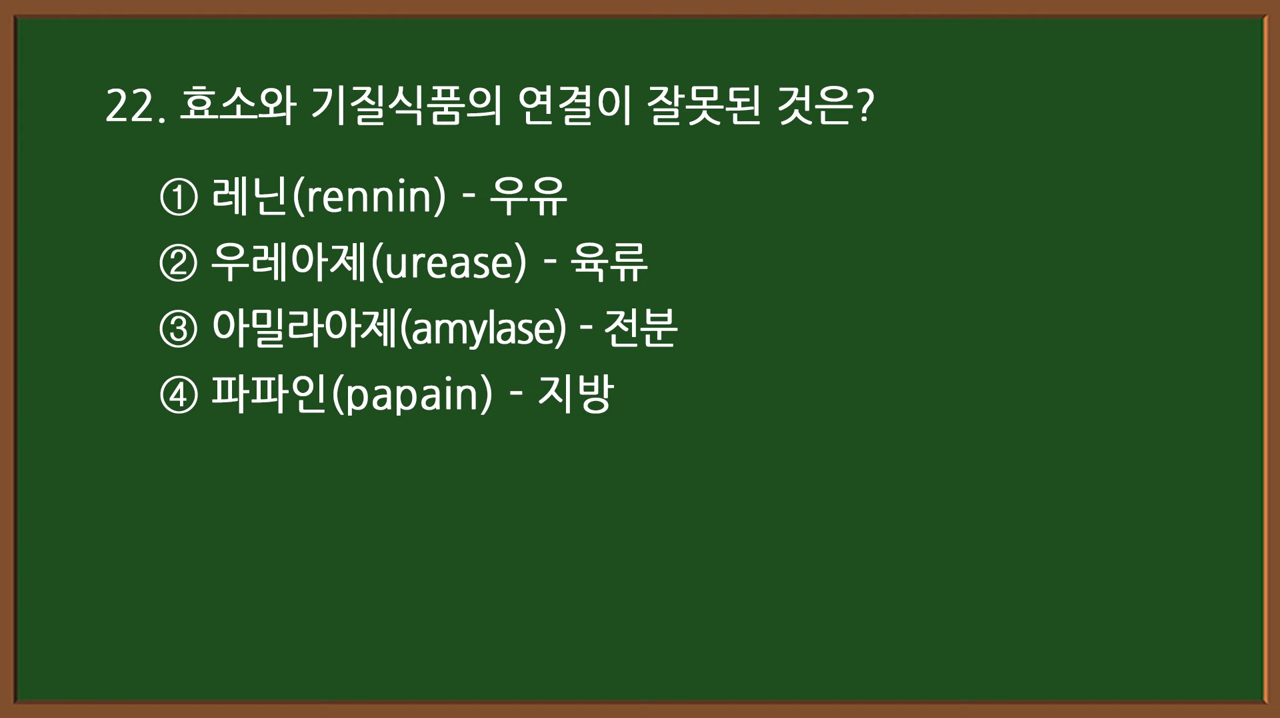 22. 효소와 기질식품의 연결이 잘못된 것은?
① 레닌(rennin) - 우유
② 우레아제(urease) - 육류
③ 아밀라아제(amylase) - 전분
④ 파파인(papain) - 지방